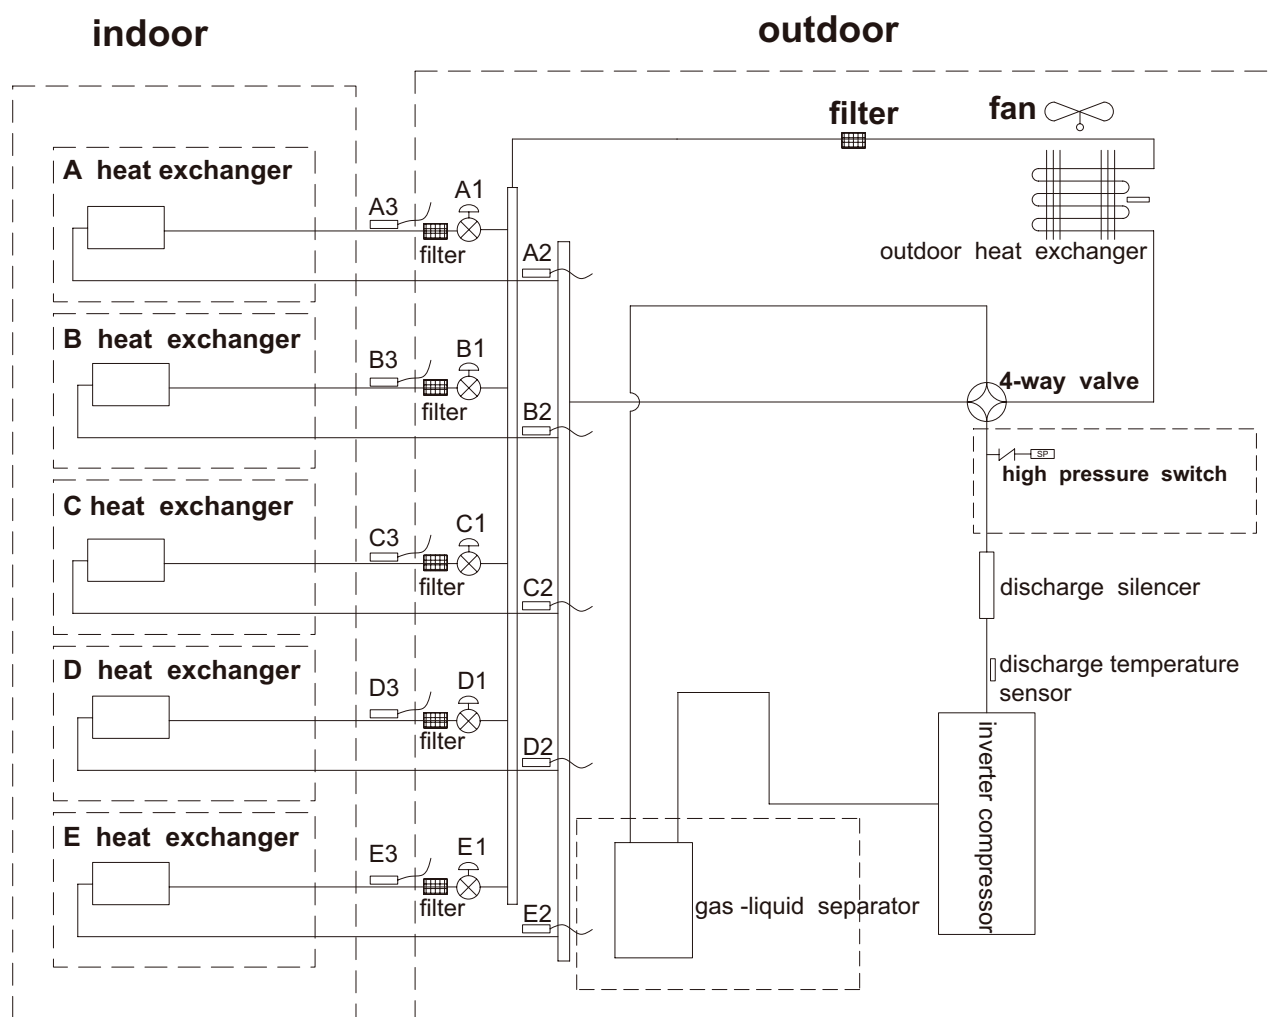 indoor
outdoor
filter
fan
A heat exchanger
A3
A1
filter
A2
outdoor heat exchanger
B heat exchanger
B3
B1
filter
B2
4-way valve
SP
high pressure switch
C heat exchanger
C3
C1
filter
C2
discharge silencer
D heat exchanger
D3
D1
filter
D2
discharge temperature
sensor
inverter compressor
E heat exchanger
E3
E1
filter
E2
gas -liquid separator